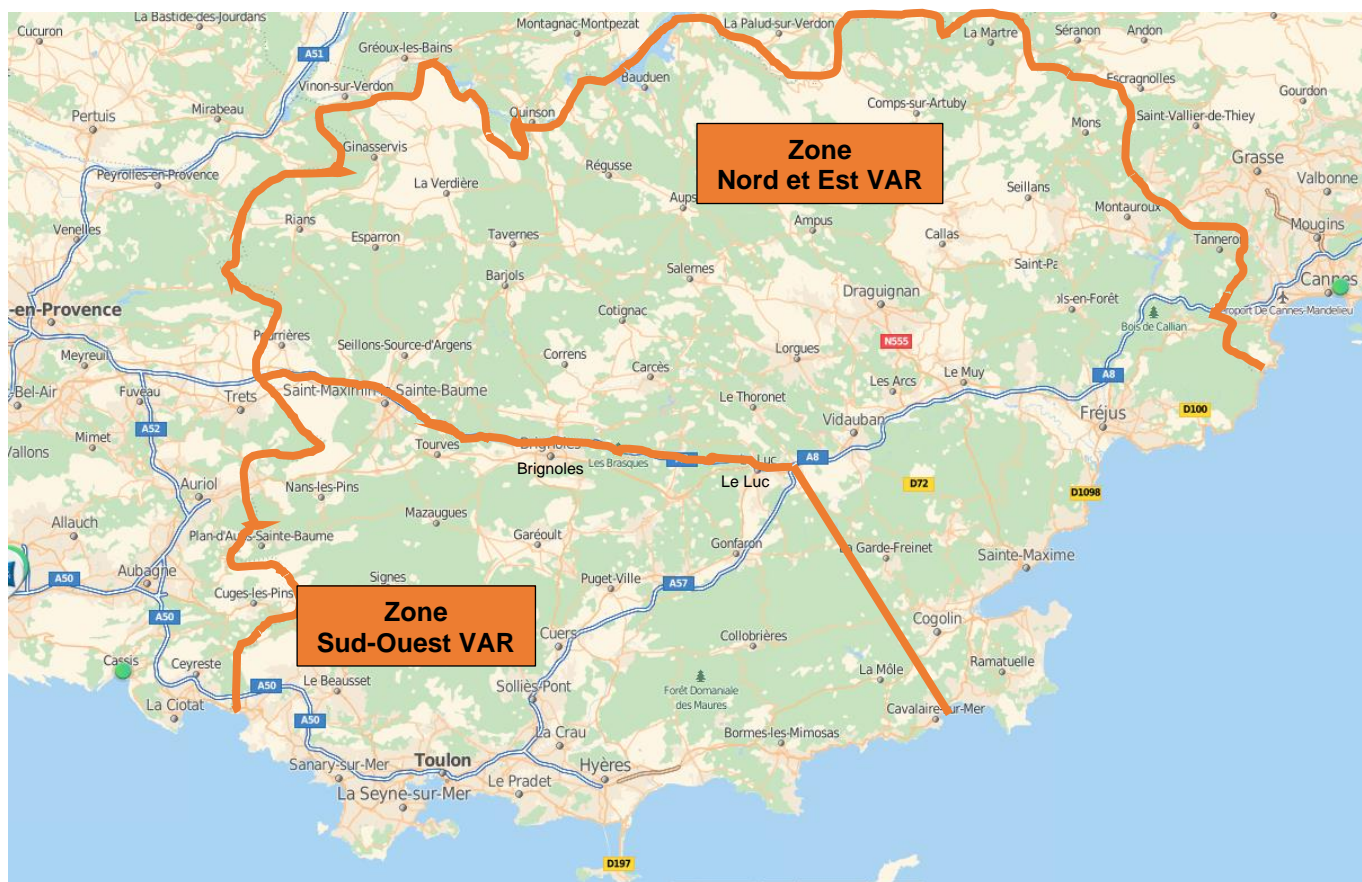 La Bastide-des-Jourdans
Cucuron
Montagnac-Montpezat
La Palud-sur-Verdon
La Martre
Séranon
Andon
A51
Gréoux-les-Bains
Bauduen
Escragnolles
Gourdon
Vinon-sur-Verdon
Mirabeau
Pertuis
Quinson
Comps-sur-Artuby
Saint-Vallier-de-Thiey
Mons
Zone
Nord et Est VAR
Ginasservis
Grasse
Peyrolles-en-Provence
La Verdière
Régusse
Valbonne
Aups
Seillans
Montauroux
Rians
Ampus
Mougins
Venelles
Esparron
Tavernes
Callas
Tanneron
Barjols
Salernes
Saint-Pa
Cannes
Draguignan
ols-en-Forêt
-en-Provence
Cotignac
Bois de Callian
éroport De Cannes-Mandelieu
Seillons-Source-d'Argens
N555
Meyreuil
Correns
Lorgues
Carcès
Le Muy
A8
Bel-Air
Fuveau
Trets
Saint-Maximin-la-Sainte-Baume
Les Arcs
Le Thoronet
Fréjus
D100
A52
Vidauban
Mimet
Vallons
Tourves
Brignoles
Les Brasques
Luc
A8
Brignoles
Le Luc
Auriol
Nans-les-Pins
D72
D1098
Allauch
Mazaugues
Plan-d'Aups-Sainte-Baume
Garéoult
Gonfaron
La Garde-Freinet
Sainte-Maxime
Aubagne
A50
Signes
Puget-Ville
A57
Cuges-les-Pins
A50
Zone
Sud-Ouest VAR
Cuers
Collobrières
Cogolin
Cassis
Ceyreste
La Môle
Ramatuelle
A50
Le Beausset
Solliès-Pont
Forêt Domaniale
des Maures
La Ciotat
Cavalaire-sur-Mer
A50
La Crau
Bormes-les-Mimosas
Sanary-sur-Mer
Toulon
Le Pradet
Hyères
La Seyne-sur-Mer
D197